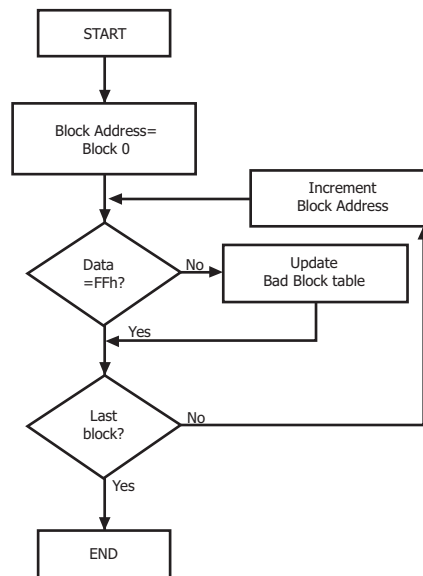 START
Block Address=
Block 0
Increment
Block Address
Data
=FFh?
No
Update
Bad Block table
Yes
Last
block?
No
Yes
END